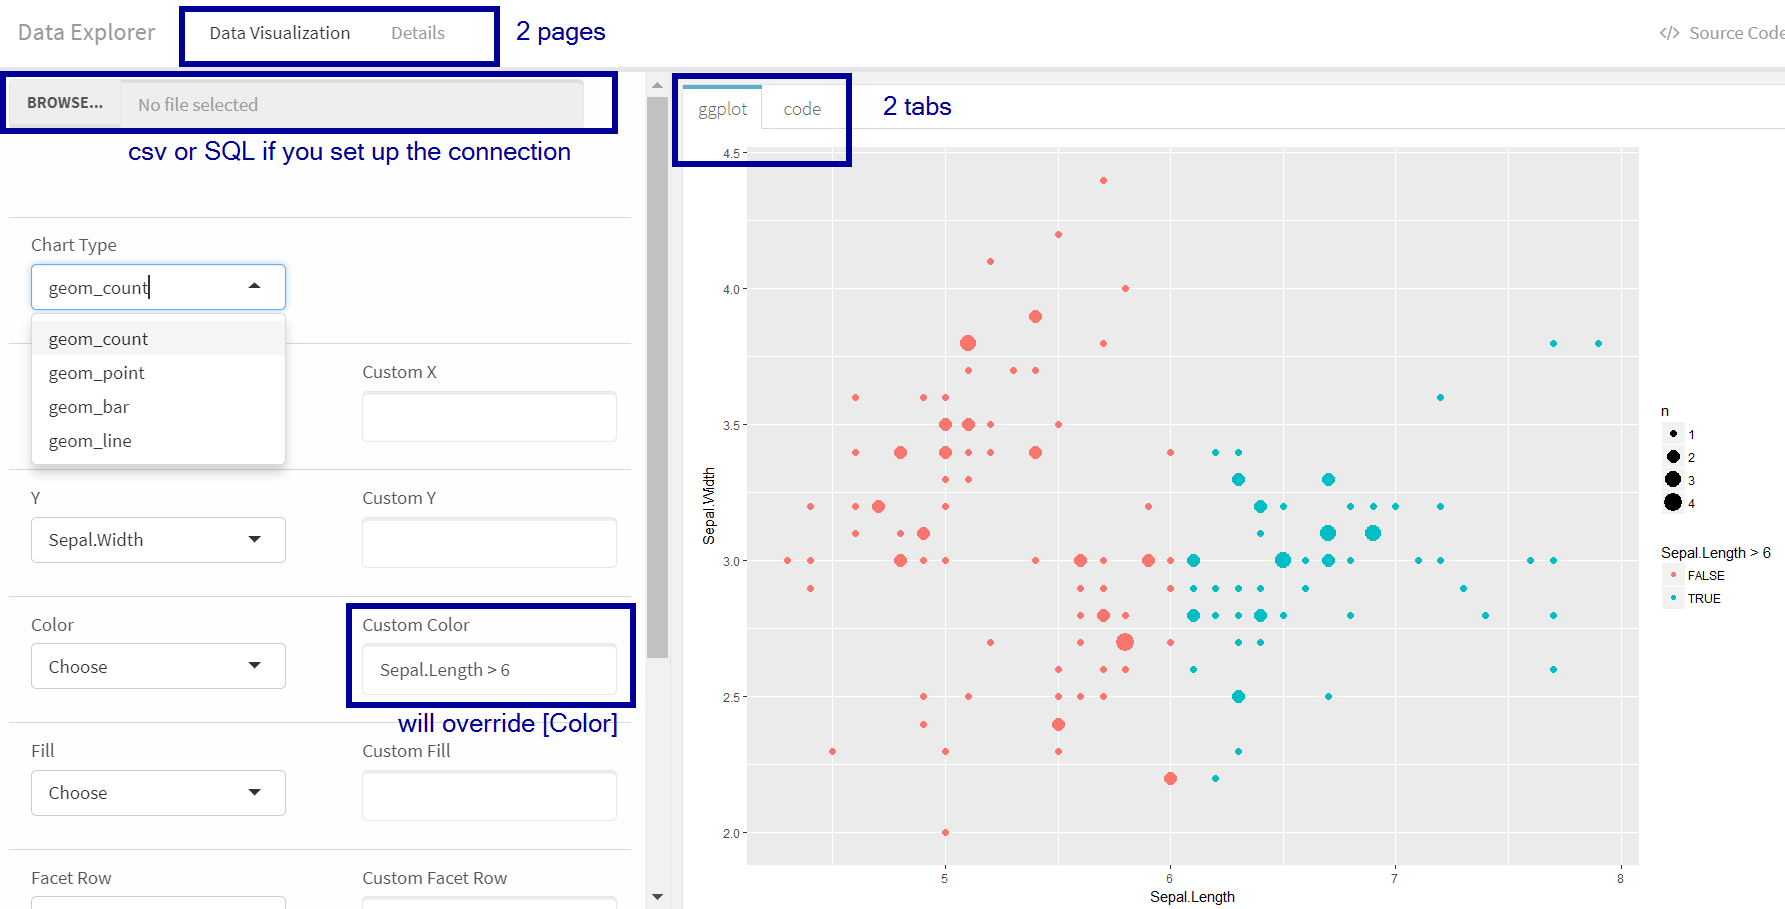 Data Explorer
Data Visualization
Details
2 pages
</> Source Code
BROWSE...
No file selected
csv or SQL if you set up the connection
Chart Type
geom_count
geom_count
geom_point
geom_bar
geom_line
Custom X
Y
Sepal.Width
Custom Y
Color
Choose
Custom Color
Sepal.Length > 6
will override [Color]
Fill
Choose
Custom Fill
Facet Row
Custom Facet Row
ggplot
code
2 tabs
4.5
4.0
3.5
3.0
2.5
2.0
Sepal.Width
5
6
7
8
Sepal.Length
n
1
2
3
4
Sepal.Length > 6
FALSE
TRUE